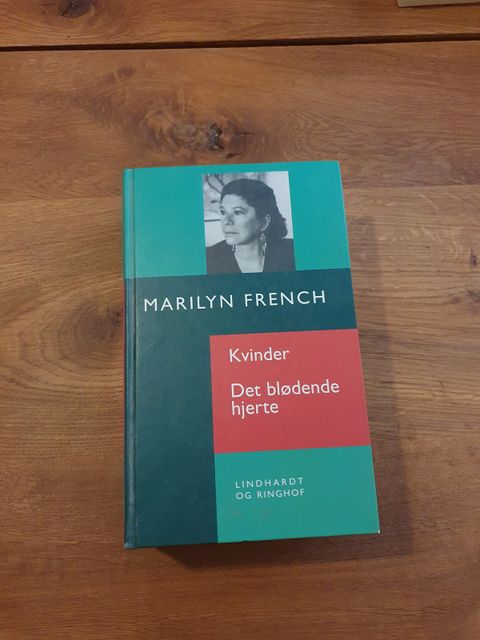 MARILYN FRENCH
Kvinder
Det blødende
hjerte
LINDHARDT
OG RINGHOF